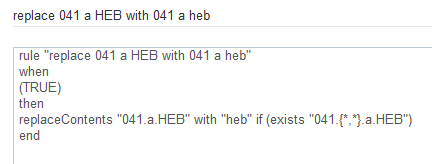 replace 041 a HEB with 041 a heb
rule "replace 041 a HEB with 041 a heb"
when
(TRUE)
then
replaceContents "041.a.HEB" with "heb" if (exists "041.{*,*}.a.HEB")
end